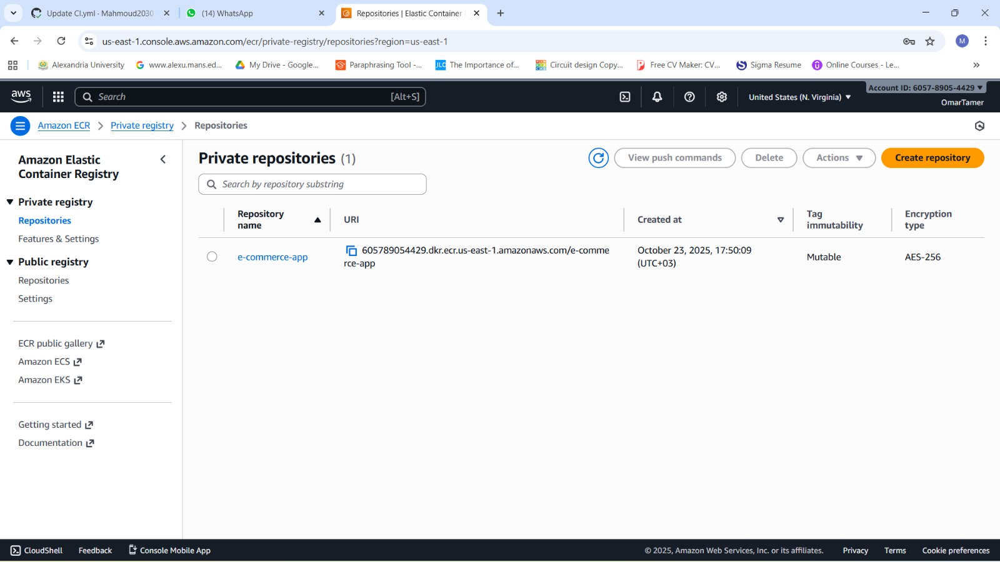 Update CI.yml · Mahmoud2030
(14) WhatsApp
Repositories | Elastic Container
us-east-1.console.aws.amazon.com/ecr/private-registry/repositories?region=us-east-1
M
Alexandria University
www.alexu.mans.ed...
My Drive - Google...
Paraphrasing Tool -...
JLC
The Importance of...
Circuit design Copy...
Free CV Maker: CV...
Sigma Resume
Online Courses - Le...
»
aws
Search
[Alt+S]
United States (N. Virginia)
Account ID: 6057-8905-4429
OmarTamer
Amazon ECR
Private registry
Repositories
Amazon Elastic
Container Registry
Private registry
Repositories
Features & Settings
Public registry
Repositories
Settings
ECR public gallery
Amazon ECS
Amazon EKS
Getting started
Documentation
Private repositories (1)
View push commands
Delete
Actions
Create repository
Search by repository substring
Repository
name
URI
Created at
Tag
immutability
Encryption
type
e-commerce-app
605789054429.dkr.ecr.us-east-1.amazonaws.com/e-comme
rce-app
October 23, 2025, 17:50:09
(UTC+03)
Mutable
AES-256
CloudShell
Feedback
Console Mobile App
© 2025, Amazon Web Services, Inc. or its affiliates.
Privacy
Terms
Cookie preferences